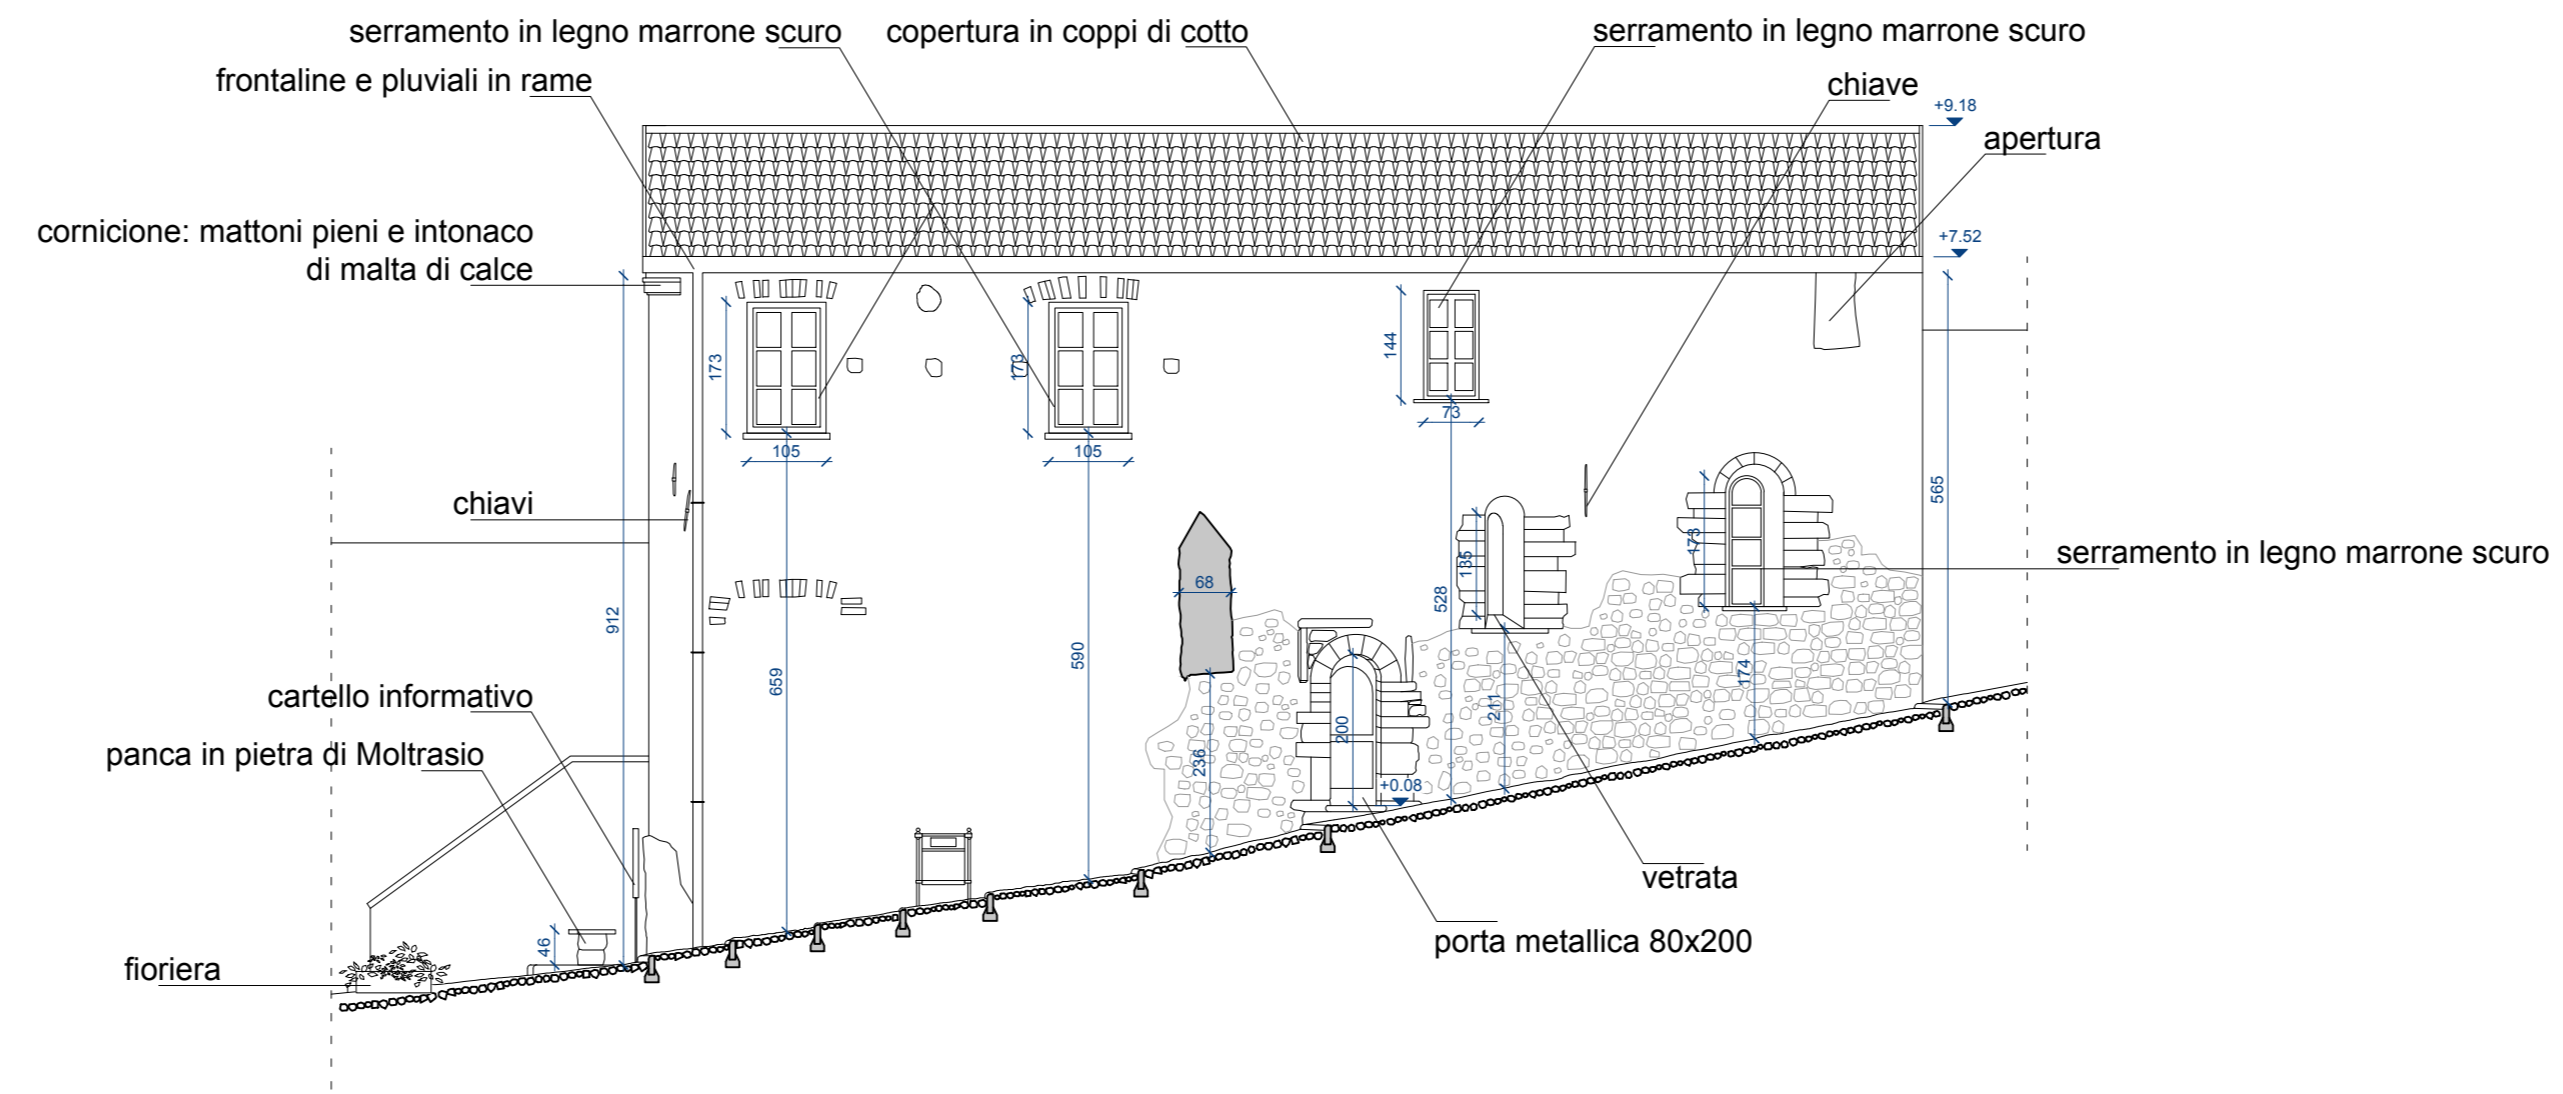 serramento in legno marrone scuro
copertura in coppi di cotto
serramento in legno marrone scuro
frontaline e pluviali in rame
chiave
+9.18
apertura
cornicione: mattoni pieni e intonaco
di malta di calce
+7.52
173
173
144
105
105
73
chiavi
565
173
185
serramento in legno marrone scuro
68
528
912
590
659
174
cartello informativo
211
200
panca in pietra di Moltrasio
236
+0.08
vetrata
porta metallica 80x200
46
fioriera